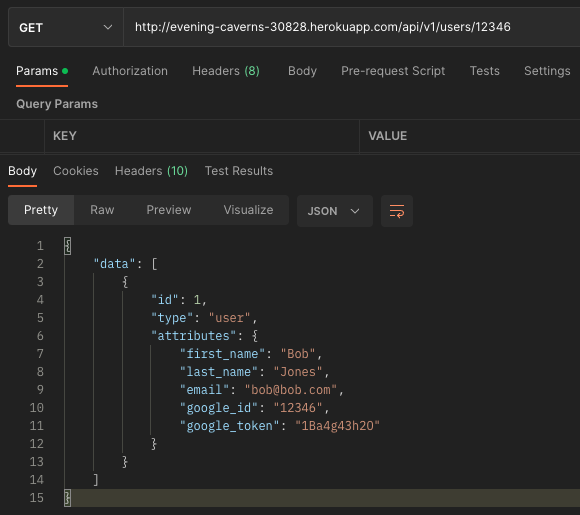 GET http://evening-caverns-30828.herokuapp.com/api/v1/users/12346
Params Authorization Headers (8) Body Pre-request Script Tests Settings
Query Params
KEY VALUE
Body Cookies Headers (10) Test Results
Pretty Raw Preview Visualize JSON
1 {
2 "data": [
3 {
4 "id": 1,
5 "type": "user",
6 "attributes": {
7 "first_name": "Bob",
8 "last_name": "Jones",
9 "email": "bob@bob.com",
10 "google_id": "12346",
11 "google_token": "1Ba4g43h2O"
12 }
13 }
14 ]
15 }